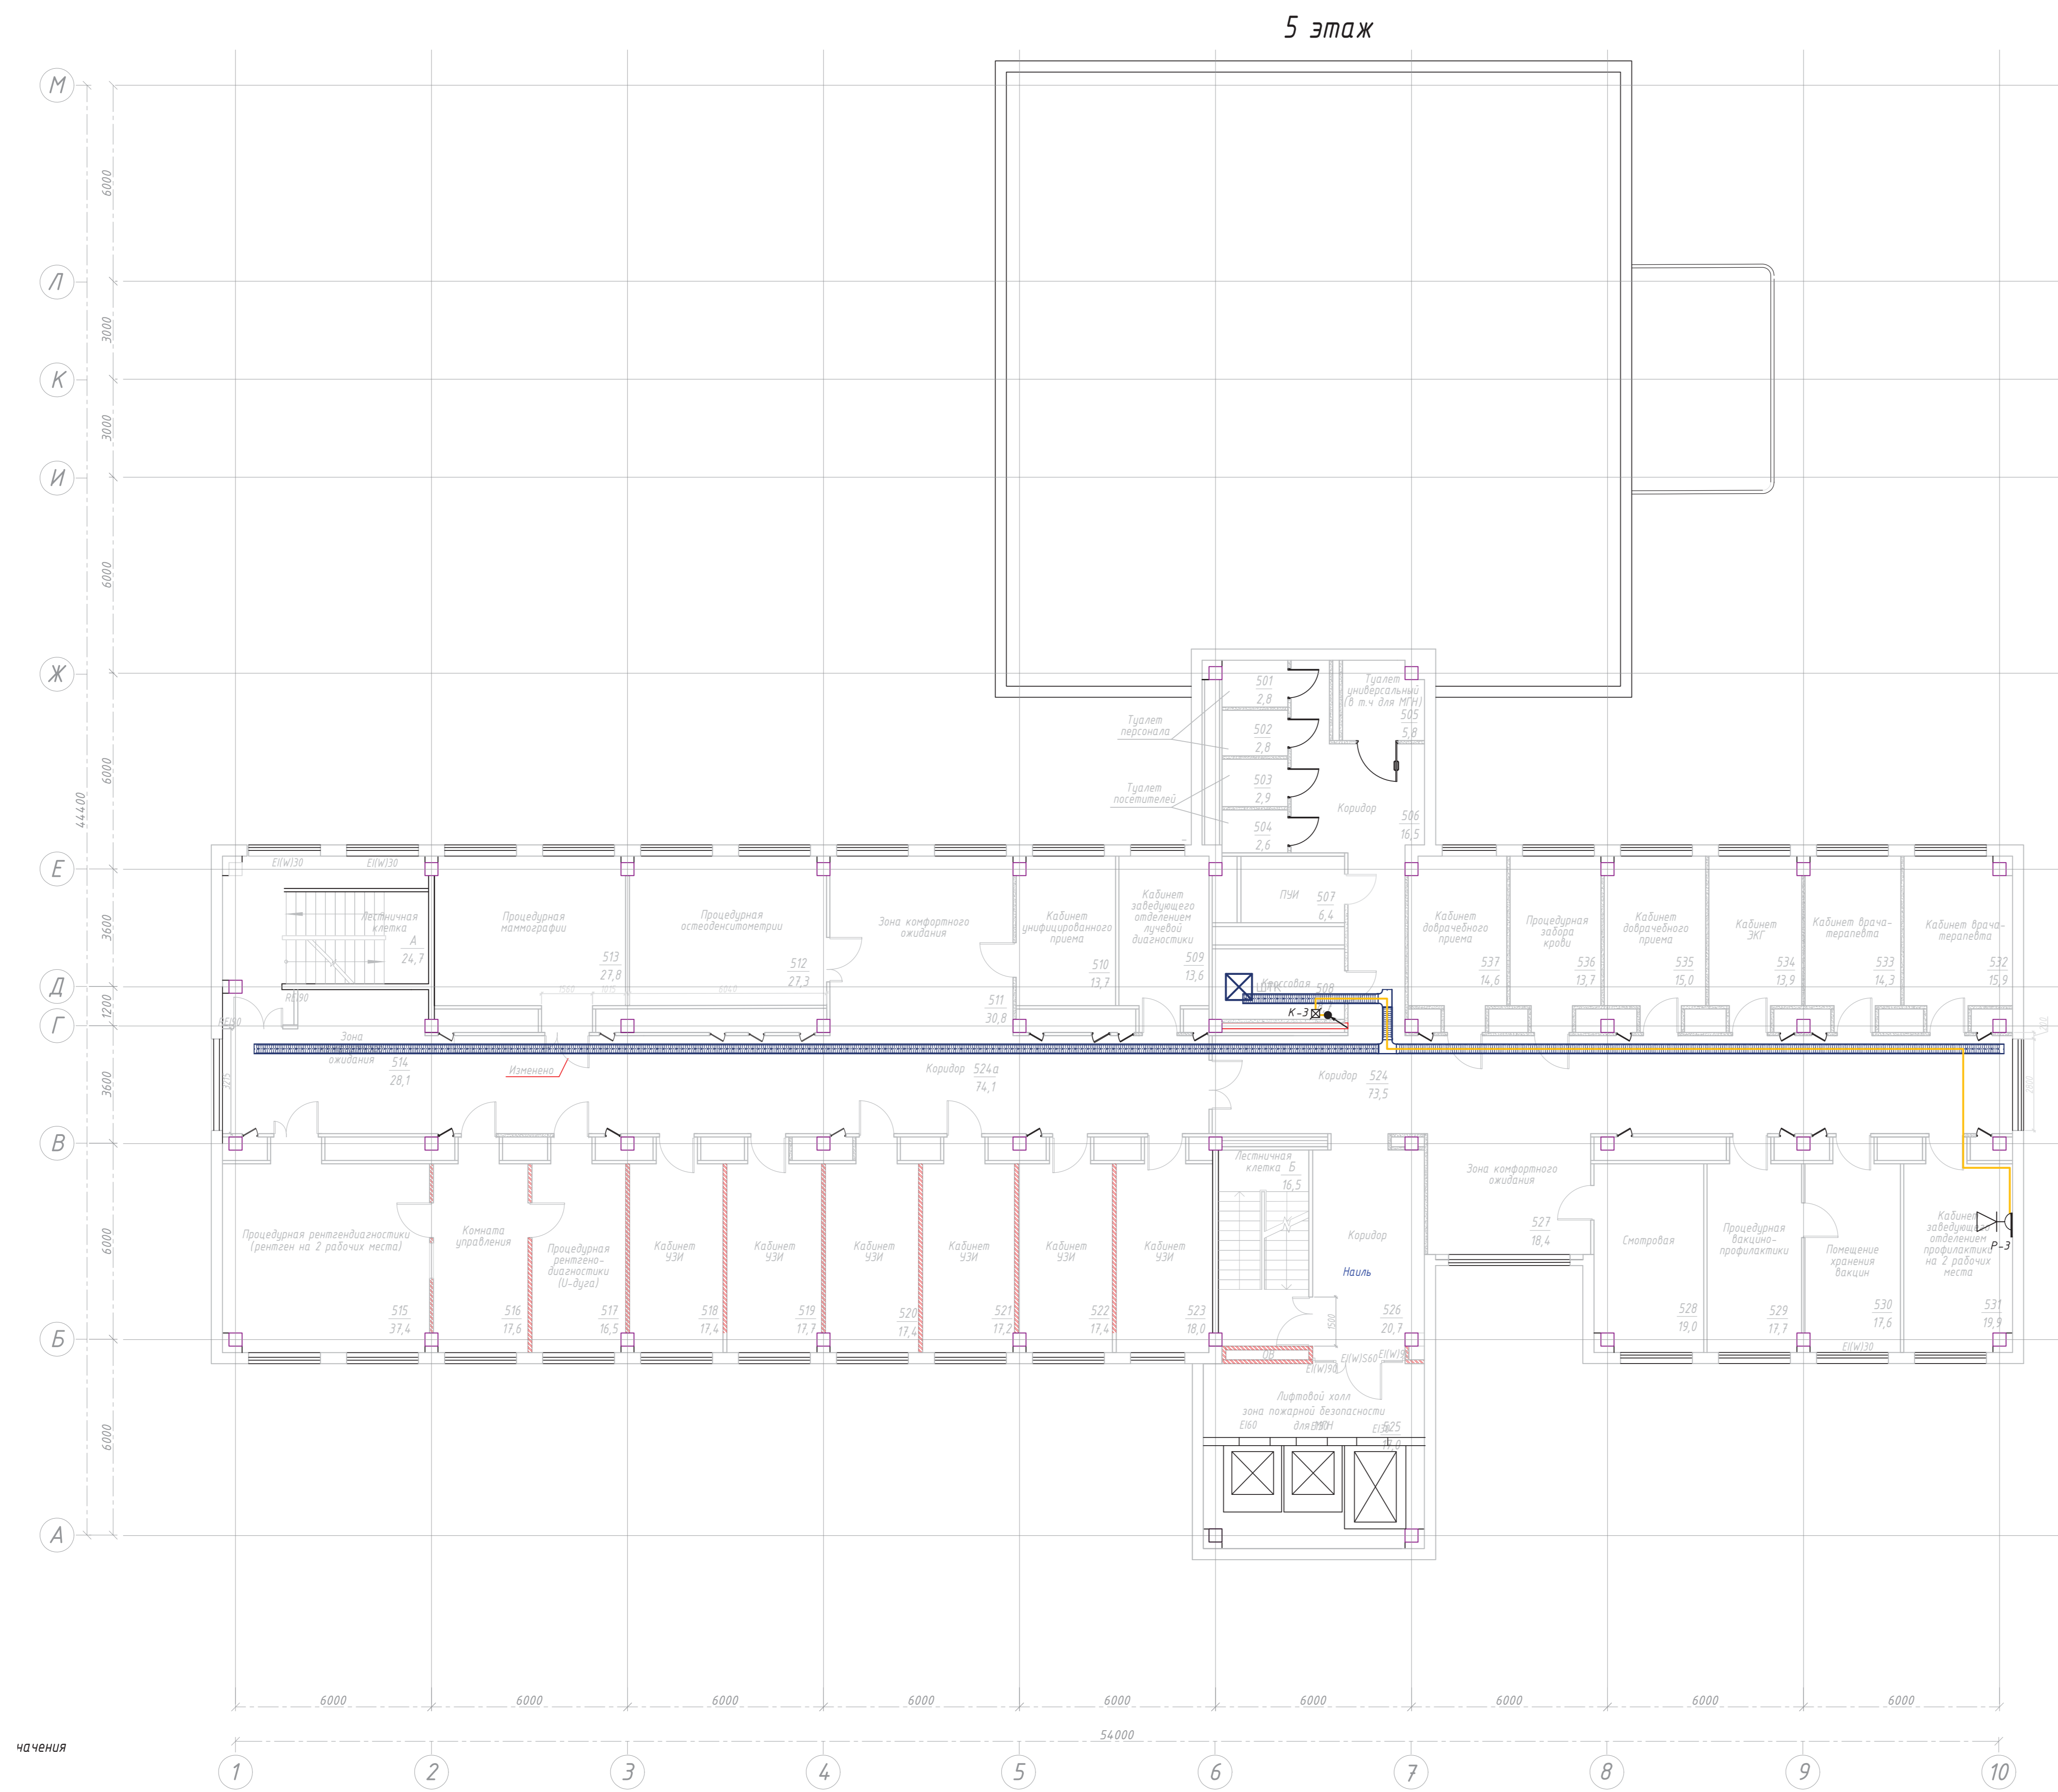 5 этаж
М
Л
К
И
Ж
Е
Д
Г
В
Б
А
6000
3000
3000
6000
6000
3600
1200
3600
6000
6000
44400
501
2,8
502
2,8
503
2,9
504
2,6
Туалет
персонала
Туалет
посетителей
Туалет
универсальный
(в т.ч для МГН)
505
5,8
Коридор
506
16,5
EI(W)30
EI(W)30
Лестничная
клетка
А
24,7
REI90
REI90
Процедурная
маммографии
513
27,8
Процедурная
остеоденситометрии
512
27,3
Зона комфортного
ожидания
511
30,8
Кабинет
унифицированного
приема
510
13,7
Кабинет
заведующего
отделением
лучевой
диагностики
509
13,6
ПУИ
507
6,4
Кроссовая
ШТК
508
К-3
Кабинет
доврачебного
приема
537
14,6
Процедурная
забора
крови
536
13,7
Кабинет
доврачебного
приема
535
15,0
Кабинет
ЭКГ
534
13,9
Кабинет врача-
терапевта
533
14,3
Кабинет врача-
терапевта
532
15,9
1015
6040
Зона
ожидания
514
28,1
Изменено
Коридор
524а
74,1
Коридор
524
73,5
Процедурная рентгендиагностики
(рентген на 2 рабочих места)
515
37,4
Комната
управления
516
17,6
Процедурная
рентгено-
диагностики
(U-дуга)
517
16,5
Кабинет
УЗИ
518
17,4
Кабинет
УЗИ
519
17,7
Кабинет
УЗИ
520
17,4
Кабинет
УЗИ
521
17,2
Кабинет
УЗИ
522
17,4
Кабинет
УЗИ
523
18,0
Лестничная
клетка
Б
16,5
Коридор
Наиль
526
20,7
1500
Зона комфортного
ожидания
527
18,4
Смотровая
528
19,0
Процедурная
вакцино-
профилактики
529
17,7
Помещение
хранения
вакцин
530
17,6
EI(W)30
Кабинет
заведующего
отделением
профилактики
на 2 рабочих
места
531
19,9
Р-3
ОВ
EI(W)90
EI(W)S60
Лифтовой холл
зона пожарной безопасности
для МГН
EI60
525
17,0
6000
6000
6000
6000
6000
6000
6000
6000
6000
54000
чачения
1
2
3
4
5
6
7
8
9
10